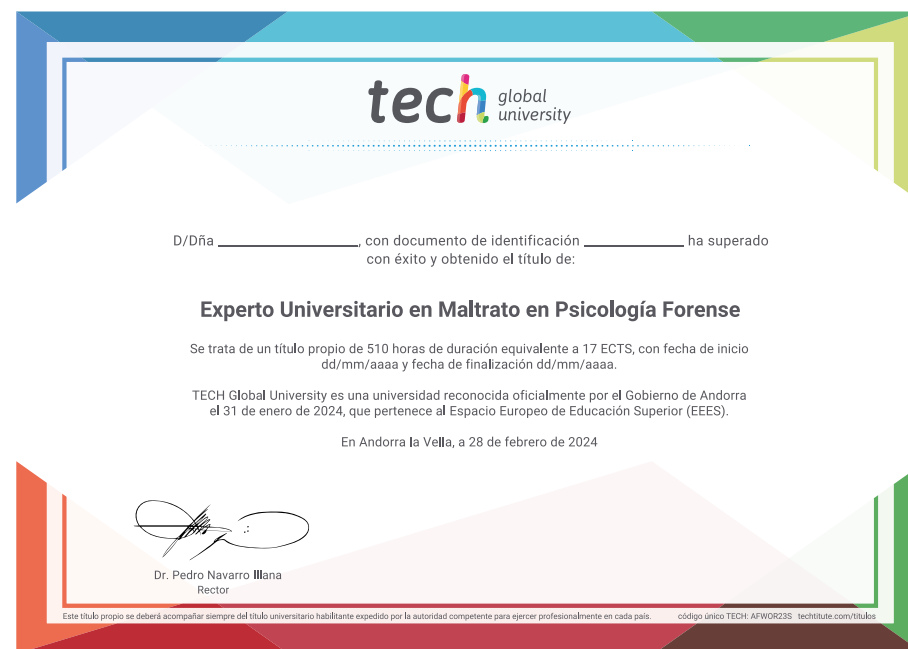 tech global university
D/Dña ____________________, con documento de identificación ______________ ha superado
con éxito y obtenido el título de:
Experto Universitario en Maltrato en Psicología Forense
Se trata de un título propio de 510 horas de duración equivalente a 17 ECTS, con fecha de inicio
dd/mm/aaaa y fecha de finalización dd/mm/aaaa.
TECH Global University es una universidad reconocida oficialmente por el Gobierno de Andorra
el 31 de enero de 2024, que pertenece al Espacio Europeo de Educación Superior (EEES).
En Andorra la Vella, a 28 de febrero de 2024
Dr. Pedro Navarro Illana
Rector
Este título propio se deberá acompañar siempre del título universitario habilitante expedido por la autoridad competente para ejercer profesionalmente en cada país. código único TECH: AFWOR23S techtitute.com/titulos